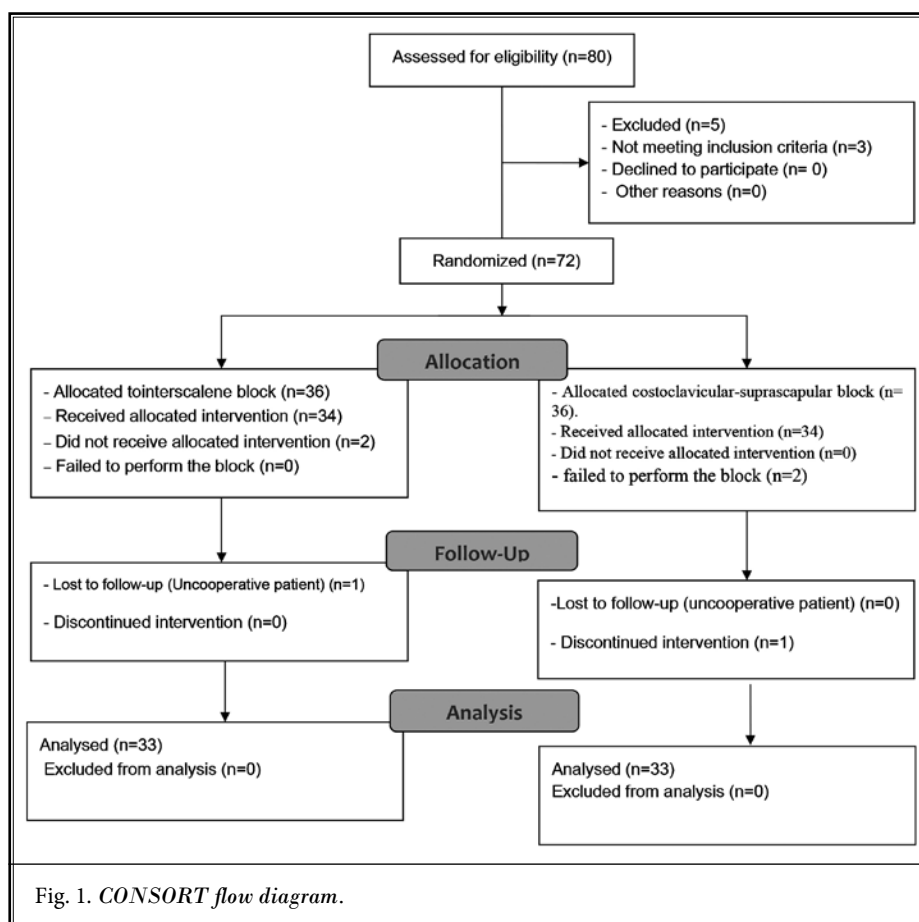 Assessed for eligibility (n=80)
- Excluded (n=5)
- Not meeting inclusion criteria (n=3)
- Declined to participate (n= 0)
- Other reasons (n=0)
Randomized (n=72)
Allocation
- Allocated tointerscalene block (n=36)
– Received allocated intervention (n=34)
– Did not receive allocated intervention (n=2)
– Failed to perform the block (n=0)
- Allocated costoclavicular-suprascapular block (n=
36).
- Received allocated intervention (n=34)
- Did not receive allocated intervention (n=0)
- failed to perform the block (n=2)
Follow-Up
- Lost to follow-up (Uncooperative patient) (n=1)
- Discontinued intervention (n=0)
-Lost to follow-up (uncooperative patient) (n=0)
- Discontinued intervention (n=1)
Analysis
Analysed (n=33)
Excluded from analysis (n=0)
Analysed (n=33)
Excluded from analysis (n=0)
Fig. 1. CONSORT flow diagram.